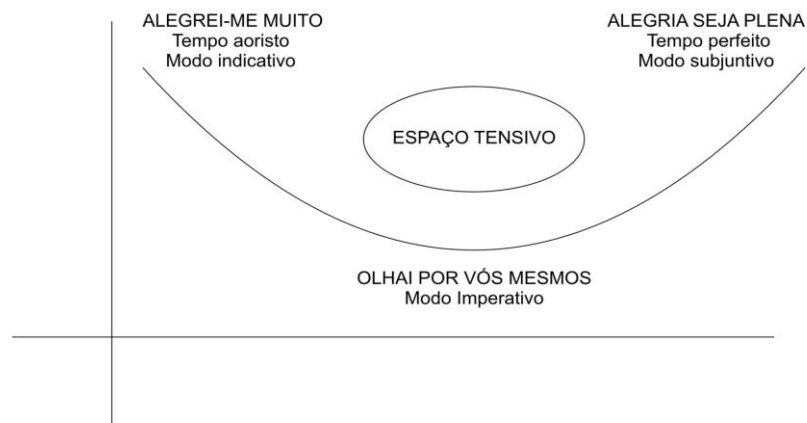 ALEGREI-ME MUITO
Tempo aoristo
Modo indicativo
ALEGRIA SEJA PLENA
Tempo perfeito
Modo subjuntivo
ESPAÇO TENSIVO
OLHAI POR VÓS MESMOS
Modo Imperativo